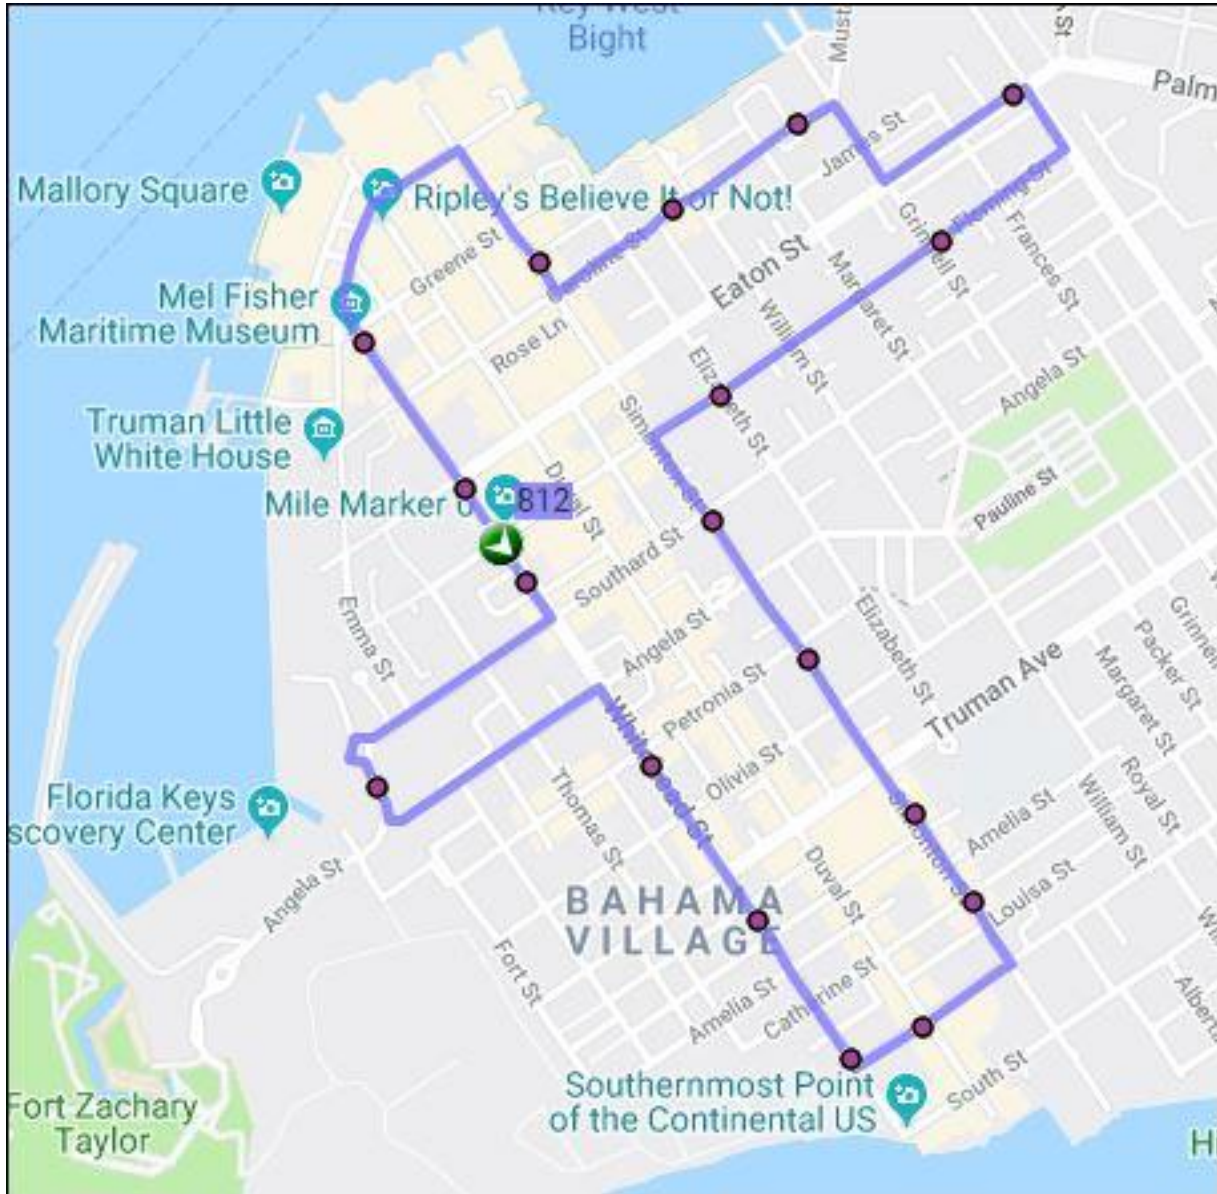 Key West
Bight
Palm
James St
Mallory Square
Ripley's Believe It or Not!
Fleming St
Greene St
Caroline St
Grinnell St
Frances St
Eaton St
Margaret St
Mel Fisher
Maritime Museum
William St
Rose Ln
Angela St
Elizabeth St
Simonton St
Truman Little
White House
Duval St
Mile Marker 0
812
Pauline St
Southard St
Emma St
Elizabeth St
Grinnell
Packer St
Angela St
Margaret St
Petronia St
Truman Ave
Whitehead St
Olivia St
Royal St
William St
Florida Keys
scovery Center
Thomas St
Simonton St
Amelia St
Duval St
Louisa St
Angela St
BAHAMA
VILLAGE
Fort St
Catherine St
Amelia St
Albert
South St
Southernmost Point
of the Continental US
Fort Zachary
Taylor
H